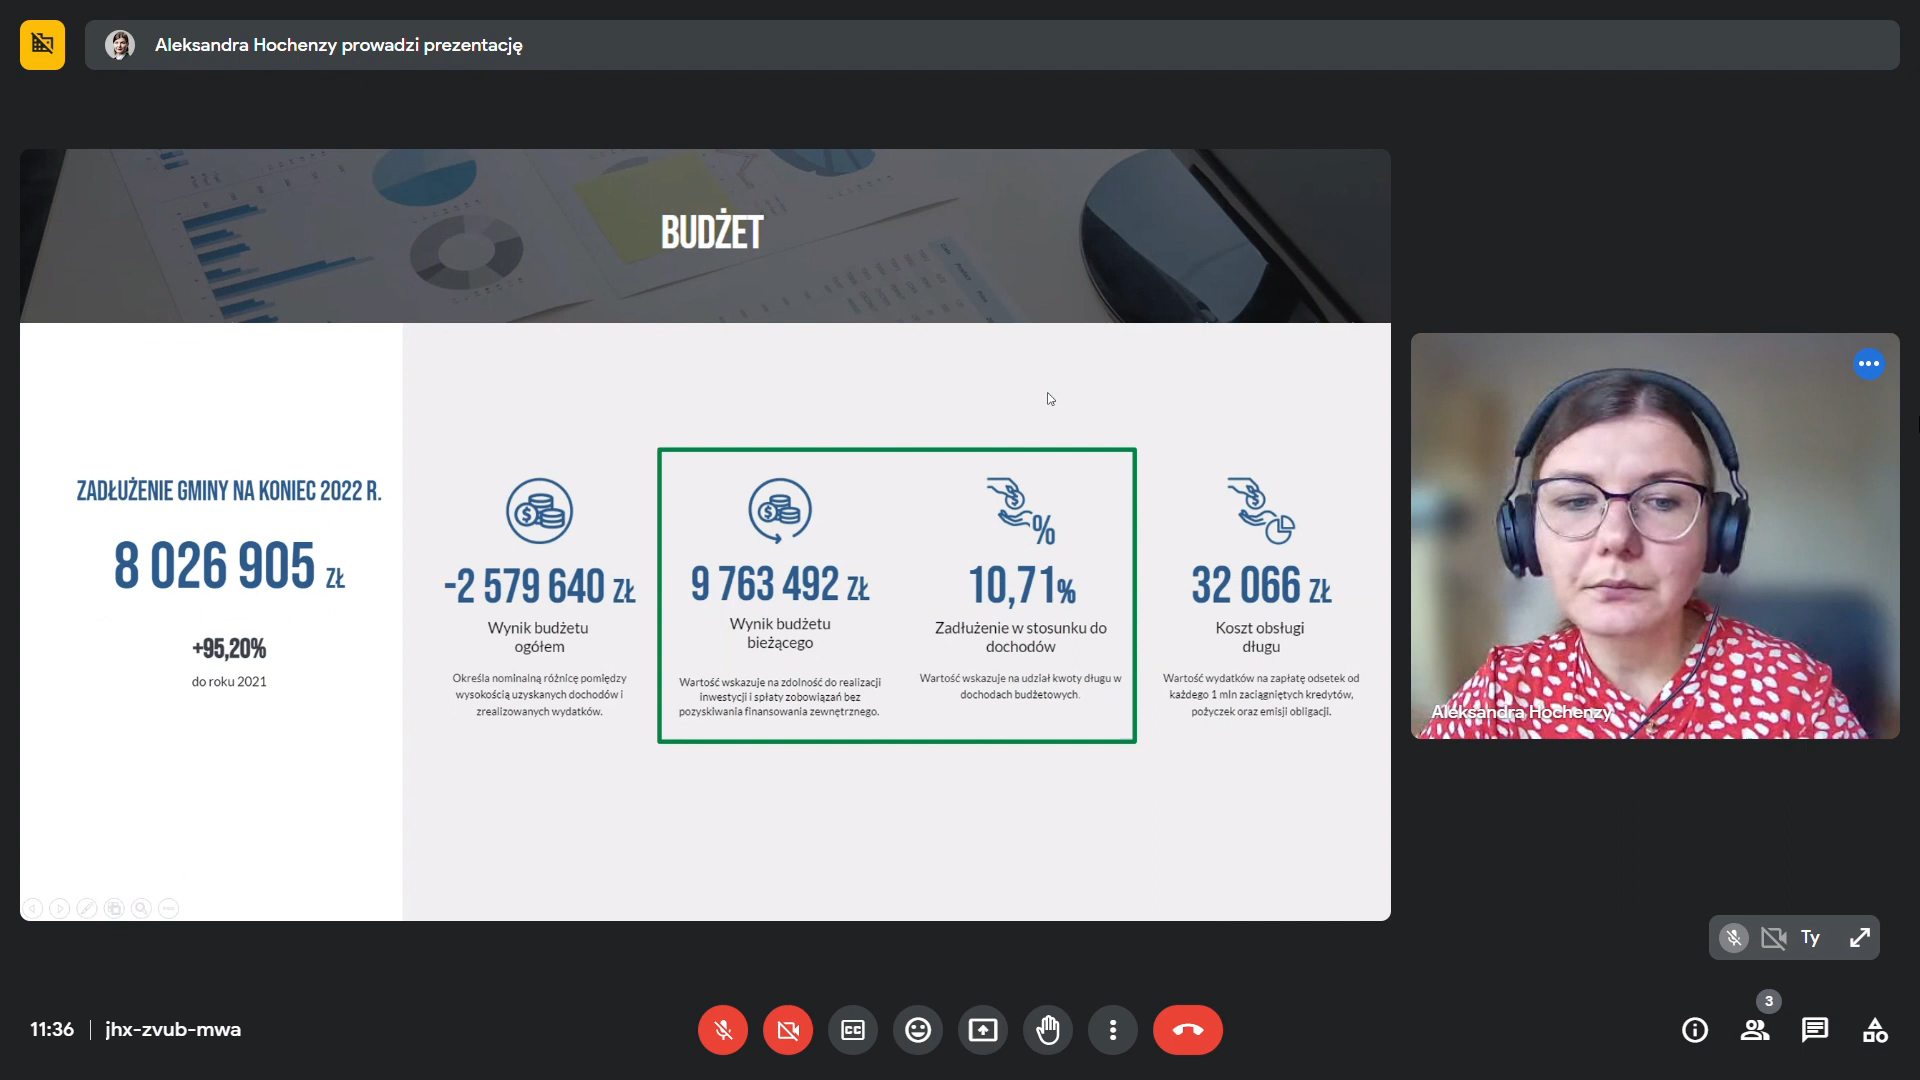 Aleksandra Hochenzy prowadzi prezentację
BUDŻET
ZADŁUŻENIE GMINY NA KONIEC 2022 R.
8 026 905 ZŁ
+95,20%
do roku 2021
-2 579 640 ZŁ
Wynik budżetu
ogółem
Określa nominalną różnicę pomiędzy
wysokością uzyskanych dochodów i
zrealizowanych wydatków.
9 763 492 ZŁ
Wynik budżetu
bieżącego
Wartość wskazuje na zdolność do realizacji
inwestycji i spłaty zobowiązań bez
pozyskiwania finansowania zewnętrznego.
%
10,71%
Zadłużenie w stosunku do
dochodów
Wartość wskazuje na udział kwoty długu w
dochodach budżetowych.
32 066 ZŁ
Koszt obsługi
długu
Wartość wydatków na zapłatę odsetek od
każdego 1 mln zaciągniętych kredytów,
pożyczek oraz emisji obligacji.
Aleksandra Hochenzy
Ty
11:36 | jhx-zvub-mwa
CC
3